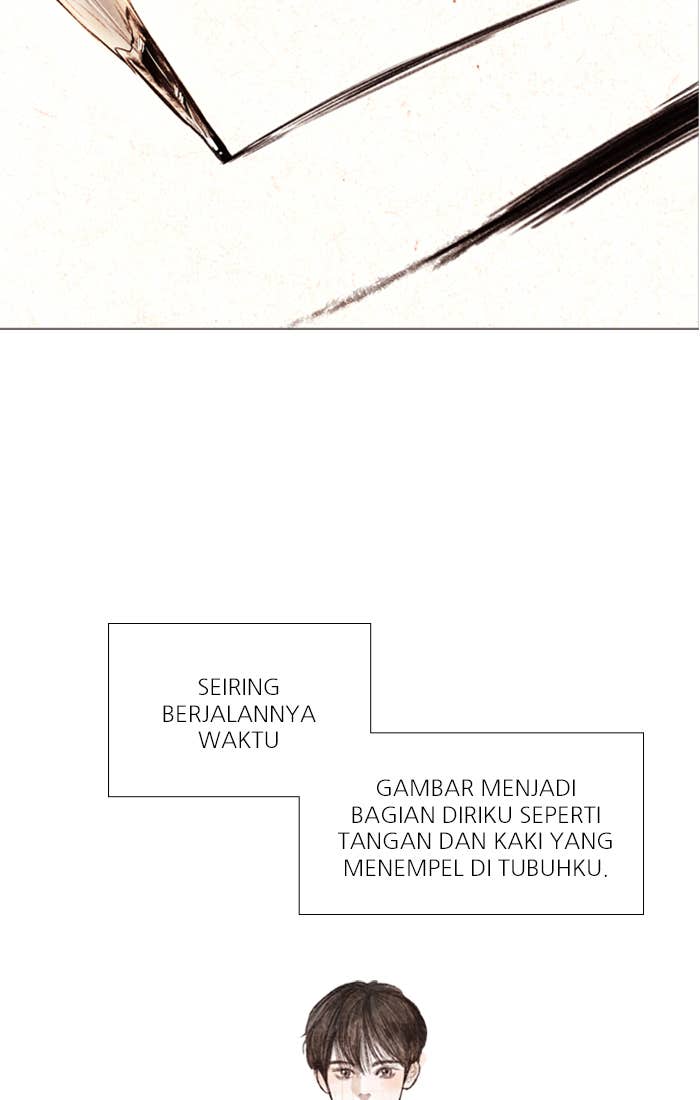 SEIRING
BERJALANNYA
WAKTU
GAMBAR MENJADI
BAGIAN DIRIKU SEPERTI
TANGAN DAN KAKI YANG
MENEMPEL DI TUBUHKU.